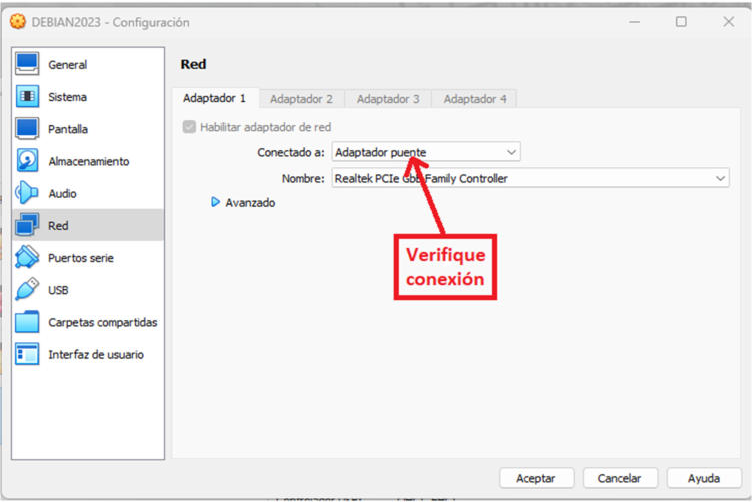 DEBIAN2023 - Configuración
General
Sistema
Pantalla
Almacenamiento
Audio
Red
Puertos serie
USB
Carpetas compartidas
Interfaz de usuario
Red
Adaptador 1 Adaptador 2 Adaptador 3 Adaptador 4
Habilitar adaptador de red
Conectado a: Adaptador puente
Nombre: Realtek PCIe GbE Family Controller
Avanzado
Verifique
conexión
Aceptar Cancelar Ayuda